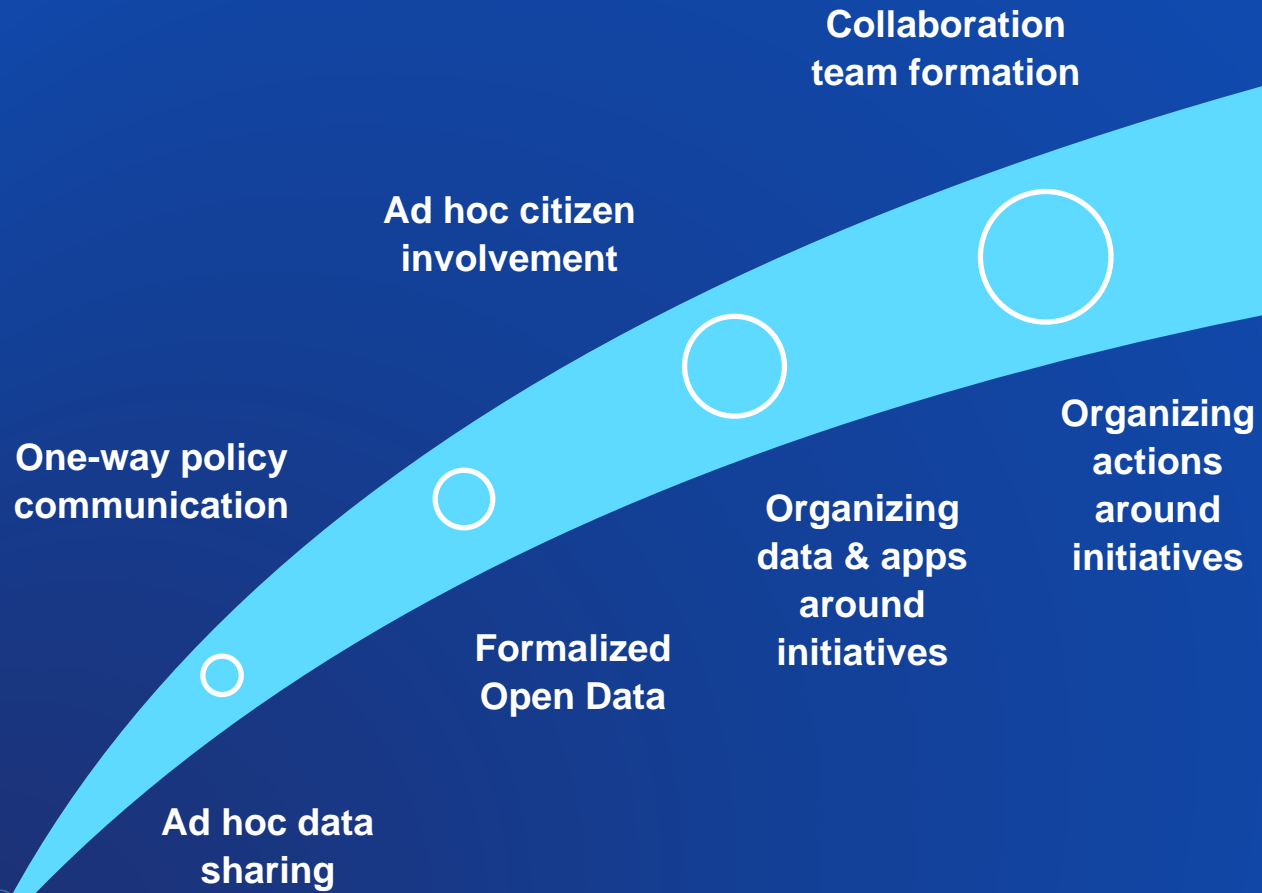 Collaboration
team formation
Ad hoc citizen
involvement
One-way policy
communication
Organizing
actions
around
initiatives
Organizing
data & apps
around
initiatives
Formalized
Open Data
Ad hoc data
sharing